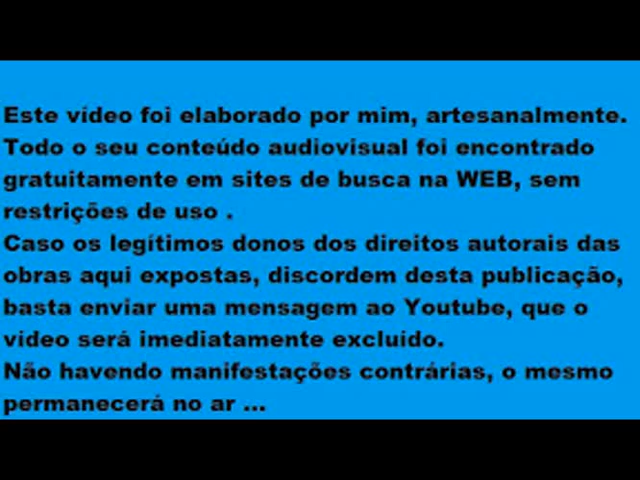 Este vídeo foi elaborado por mim, artesanalmente.
Todo o seu conteúdo audiovisual foi encontrado
gratuitamente em sites de busca na WEB, sem
restrições de uso .
Caso os legítimos donos dos direitos autorais das
obras aqui expostas, discordem desta publicação,
basta enviar uma mensagem ao Youtube, que o
video será imediatamente excluído.
Não havendo manifestações contrárias, o mesmo
permanecerá no ar ...